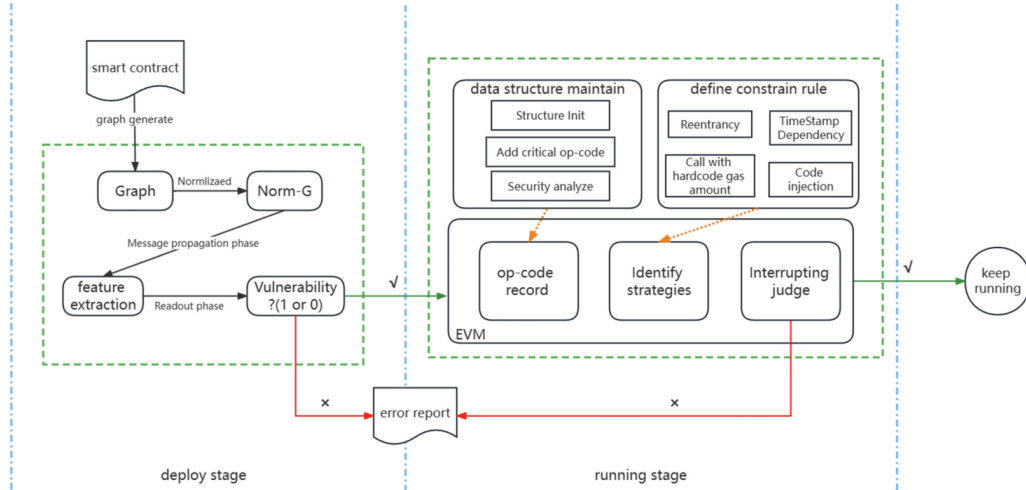 smart contract
graph generate
Graph
Normlizaed
Norm-G
Message propagation phase
feature
extraction
Readout phase
Vulnerability
?(1 or 0)
√
×
error report
deploy stage
data structure maintain
Structure Init
Add critical op-code
Security analyze
define constrain rule
Reentrancy
TimeStamp
Dependency
Call with
hardcode gas
amount
Code
injection
op-code
record
Identify
strategies
Interrupting
judge
EVM
√
×
keep
running
running stage